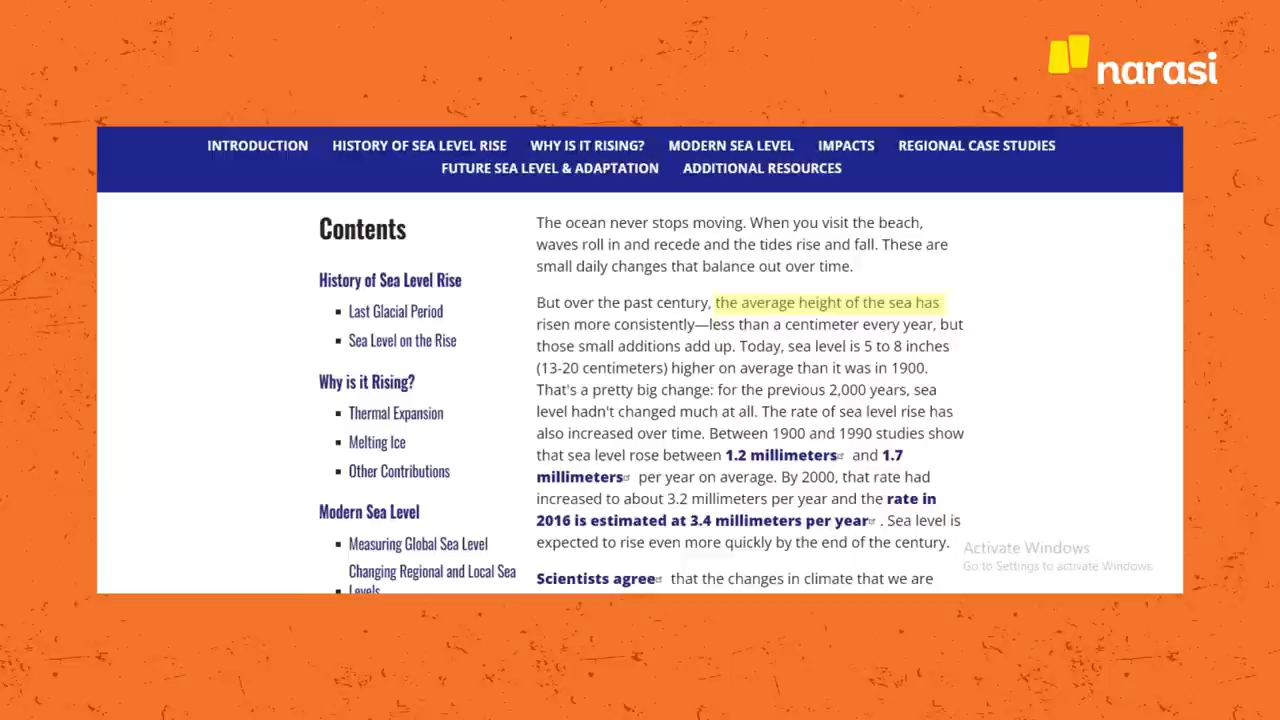 narasi
INTRODUCTION HISTORY OF SEA LEVEL RISE WHY IS IT RISING? MODERN SEA LEVEL IMPACTS REGIONAL CASE STUDIES
FUTURE SEA LEVEL & ADAPTATION ADDITIONAL RESOURCES
Contents
History of Sea Level Rise
▪ Last Glacial Period
▪ Sea Level on the Rise
Why is it Rising?
▪ Thermal Expansion
▪ Melting Ice
▪ Other Contributions
Modern Sea Level
▪ Measuring Global Sea Level
Changing Regional and Local Sea
▪ Levels
The ocean never stops moving. When you visit the beach,
waves roll in and recede and the tides rise and fall. These are
small daily changes that balance out over time.
But over the past century, the average height of the sea has
risen more consistently—less than a centimeter every year, but
those small additions add up. Today, sea level is 5 to 8 inches
(13-20 centimeters) higher on average than it was in 1900.
That's a pretty big change: for the previous 2,000 years, sea
level hadn't changed much at all. The rate of sea level rise has
also increased over time. Between 1900 and 1990 studies show
that sea level rose between 1.2 millimeters and 1.7
millimeters per year on average. By 2000, that rate had
increased to about 3.2 millimeters per year and the rate in
2016 is estimated at 3.4 millimeters per year . Sea level is
expected to rise even more quickly by the end of the century.
Scientists agree that the changes in climate that we are
Activate Windows
Go to Settings to activate Windows.